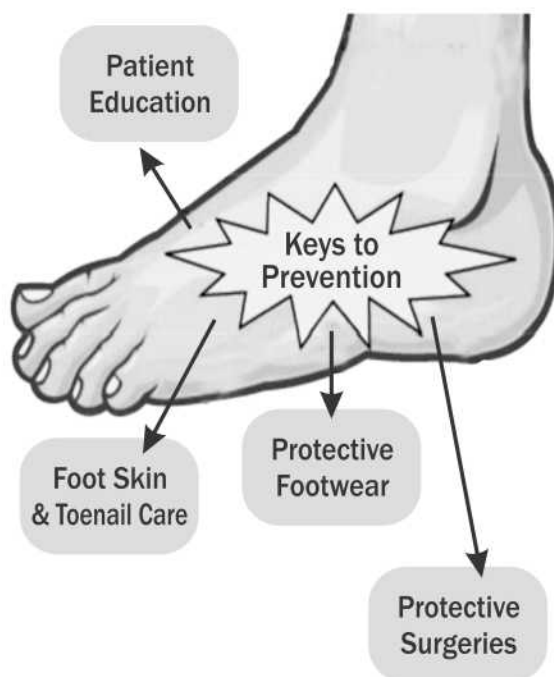 Patient
Education
Keys to
Prevention
Foot Skin
& Toenail Care
Protective
Footwear
Protective
Surgeries